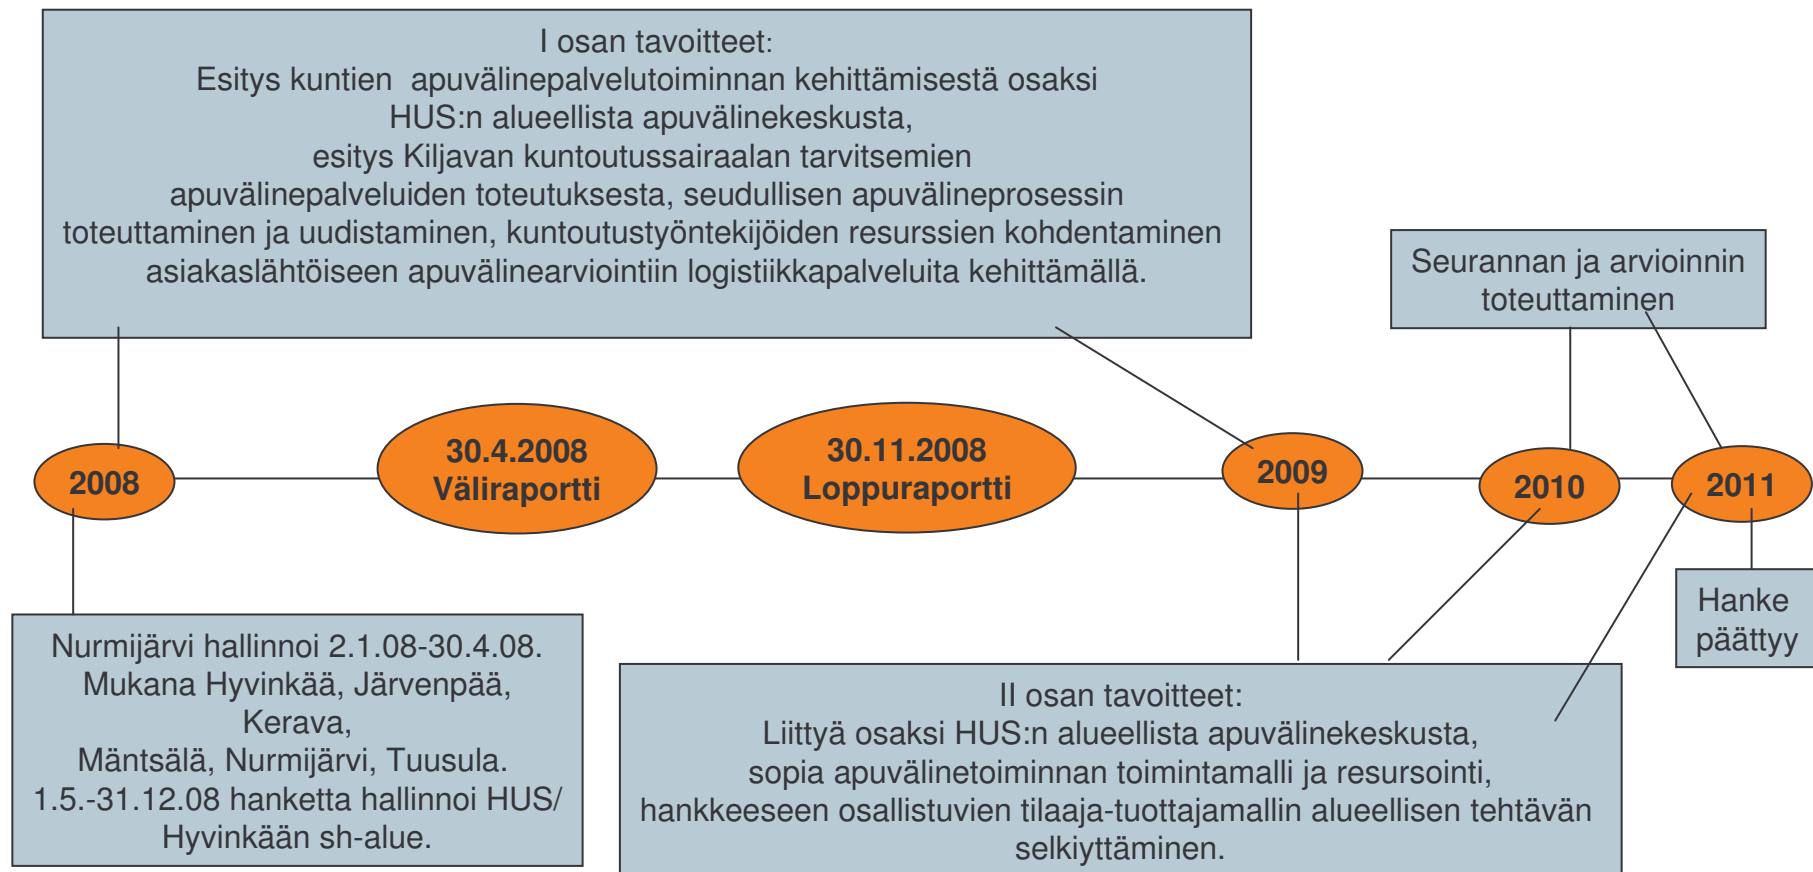 I osan tavoitteet:
Esitys kuntien apuvälinepalvelutoiminnan kehittämisestä osaksi
HUS:n alueellista apuvälinekeskusta,
esitys Kiljavan kuntoutussairaalan tarvitsemien
apuvälinepalveluiden toteutuksesta, seudullisen apuvälineprosessin
toteuttaminen ja uudistaminen, kuntoutustyöntekijöiden resurssien kohdentaminen
asiakaslähtöiseen apuvälinearviointiin logistiikkapalveluita kehittämällä.
Seurannan ja arvioinnin
toteuttaminen
2008
30.4.2008
Väliraportti
30.11.2008
Loppuraportti
2009
2010
2011
Nurmijärvi hallinnoi 2.1.08-30.4.08.
Mukana Hyvinkää, Järvenpää,
Kerava,
Mäntsälä, Nurmijärvi, Tuusula.
1.5.-31.12.08 hanketta hallinnoi HUS/
Hyvinkään sh-alue.
II osan tavoitteet:
Liittyä osaksi HUS:n alueellista apuvälinekeskusta,
sopia apuvälinetoiminnan toimintamalli ja resursointi,
hankkeeseen osallistuvien tilaaja-tuottajamallin alueellisen tehtävän
selkiyttäminen.
Hanke
päättyy